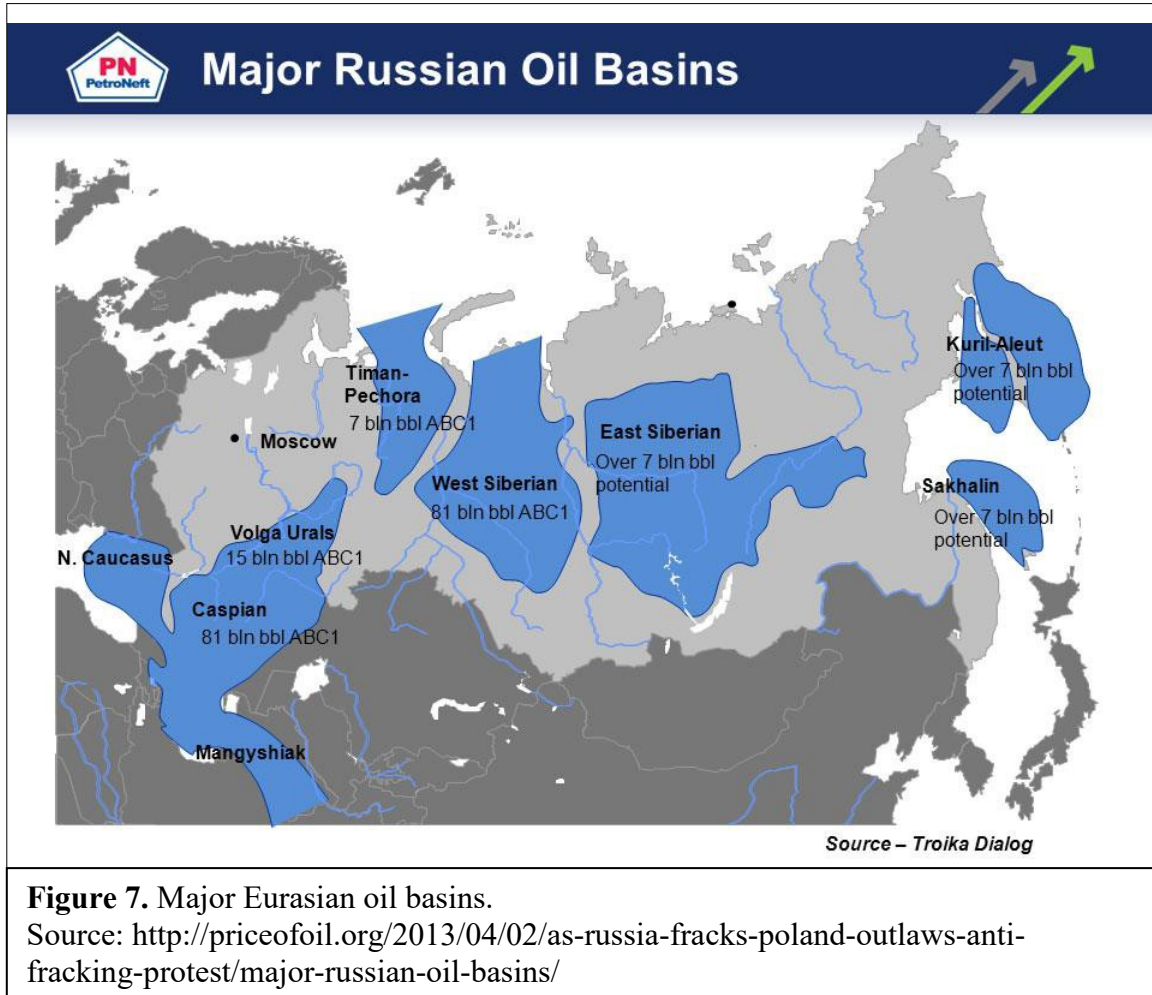 PN
PetroNeft
Major Russian Oil Basins
Timan-
Pechora
7 bln bbl ABC1
Moscow
Volga Urals
15 bln bbl ABC1
N. Caucasus
Caspian
81 bln bbl ABC1
Mangyshiak
West Siberian
81 bln bbl ABC1
East Siberian
Over 7 bln bbl
potential
Kuril-Aleut
Over 7 bln bbl
potential
Sakhalin
Over 7 bln bbl
potential
Source – Troika Dialog
Figure 7. Major Eurasian oil basins.
Source: http://priceofoil.org/2013/04/02/as-russia-fracks-poland-outlaws-anti-
fracking-protest/major-russian-oil-basins/